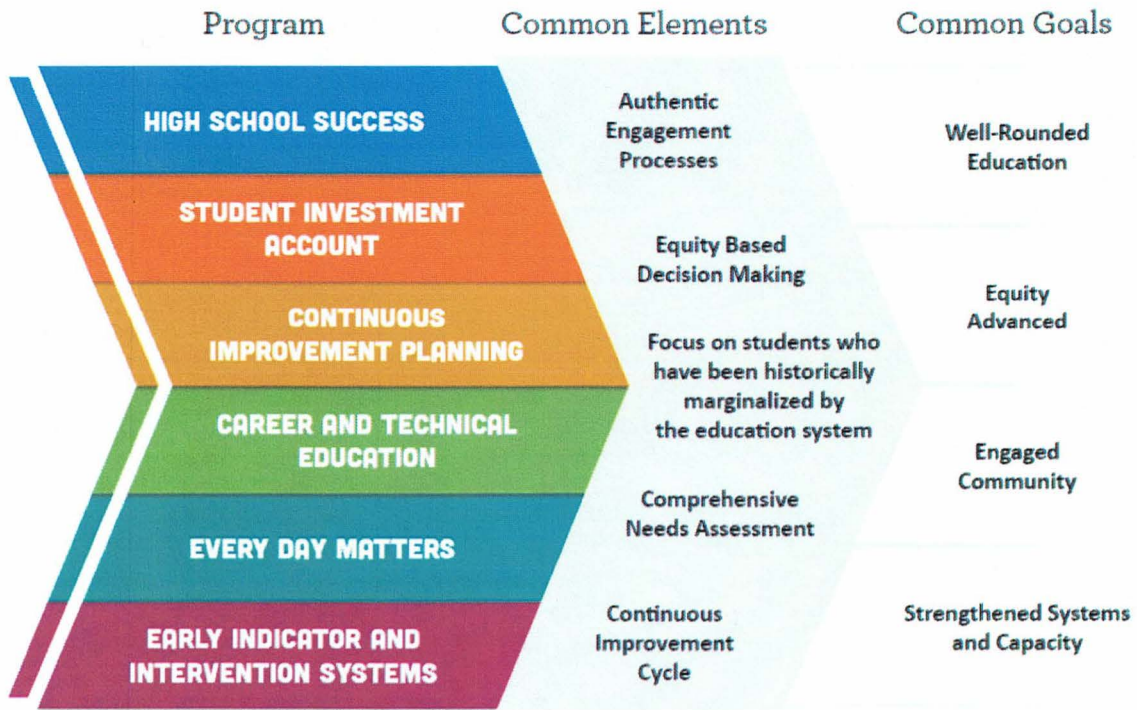 Program
Common Elements
Common Goals
HIGH SCHOOL SUCCESS
STUDENT INVESTMENT
ACCOUNT
CONTINUOUS
IMPROVEMENT PLANNING
CAREER AND TECHNICAL
EDUCATION
EVERY DAY MATTERS
EARLY INDICATOR AND
INTERVENTION SYSTEMS
Authentic
Engagement
Processes
Equity Based
Decision Making
Focus on students who
have been historically
marginalized by
the education system
Comprehensive
Needs Assessment
Continuous
Improvement
Cycle
Well-Rounded
Education
Equity
Advanced
Engaged
Community
Strengthened Systems
and Capacity